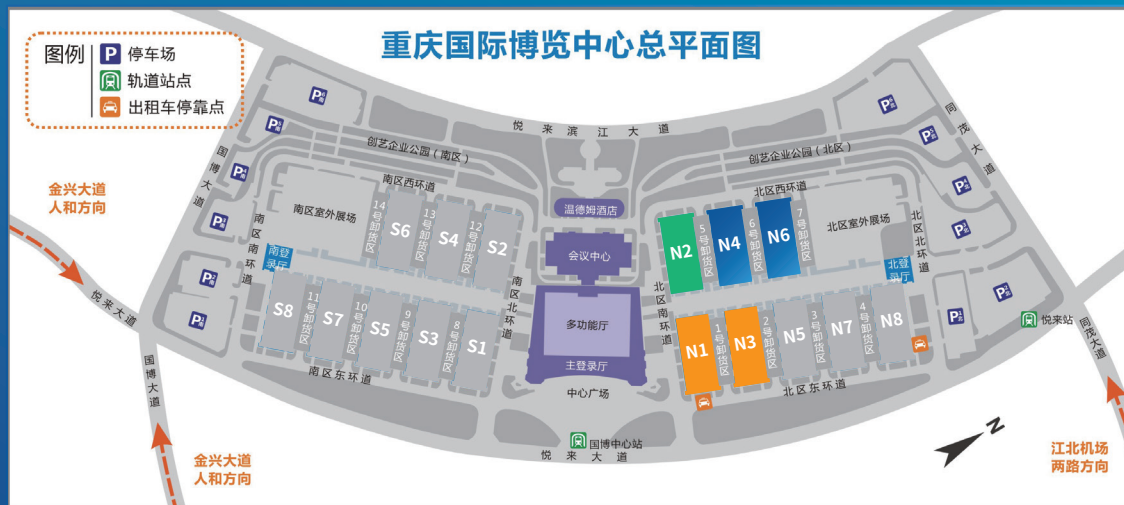 重庆国际博览中心总平面图
图例
P 停车场
轨道站点
出租车停靠点
悦来滨江大道
创艺企业公园（南区）
创艺企业公园（北区）
国博大道
同茂大道
金兴大道
人和方向
南区西环道
北区西环道
南区室外展场
北区室外展场
南区南环道
北区北环道
南登
录厅
北登
录厅
温德姆酒店
会议中心
多功能厅
主登录厅
中心广场
14号卸货区
S6
13号卸货区
S4
12号卸货区
S2
N2
5号卸货区
N4
6号卸货区
N6
7号卸货区
南区北环道
北区南环道
S8
11号卸货区
S7
10号卸货区
S5
9号卸货区
S3
8号卸货区
S1
N1
1号卸货区
N3
2号卸货区
N5
3号卸货区
N7
4号卸货区
N8
南区东环道
北区东环道
悦来大道
国博大道
悦来站
同茂大道
国博中心站
悦来大道
N
金兴大道
人和方向
江北机场
两路方向